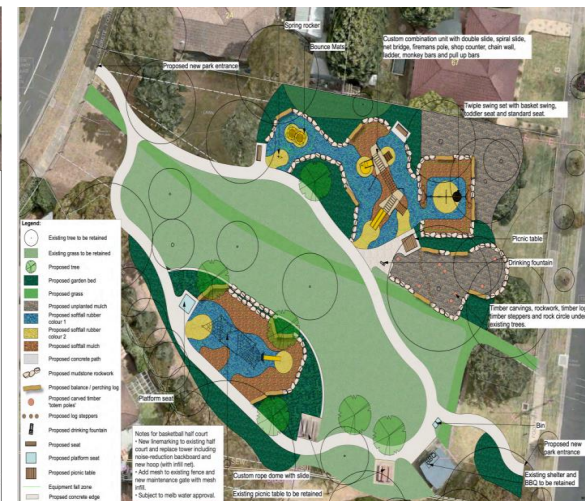 Spring rocker
Bounce Mats
Custom combination unit with double slide, spiral slide,
net bridge, firemans pole, shop counter, chain wall,
ladder, monkey bars and pull up bars
Proposed new park entrance
Twiple swing set with basket swing,
toddler seat and standard seat.
Picnic table
Drinking fountain
Timber carvings, rockwork, timber log
timber steppers and rock circle under
existing trees.
Legend:
Existing tree to be retained
Existing grass to be retained
Proposed tree
Proposed garden bed
Proposed grass
Proposed unplanted mulch
Proposed softfall rubber
colour 1
Proposed softfall rubber
colour 2
Proposed softfall mulch
Proposed concrete path
Proposed mudstone rockwork
Proposed balance / perching log
Proposed carved timber
'totem poles'
Proposed log steppers
Proposed drinking fountain
Proposed seat
Proposed platform seat
Proposed picnic table
Equipment fall zone
Proposed concrete edge
Platform seat
Notes for basketball half court
• New linemarking to existing half
court and replace tower including
noise-reduction backboard and
new hoop (with infill net).
• Add mesh to existing fence and
new maintenance gate with mesh
infill.
• Subject to melb water approval.
Custom rope dome with slide
Existing picnic table to be retained
Bin
Proposed new
park entrance
Existing shelter and
BBQ to be retained